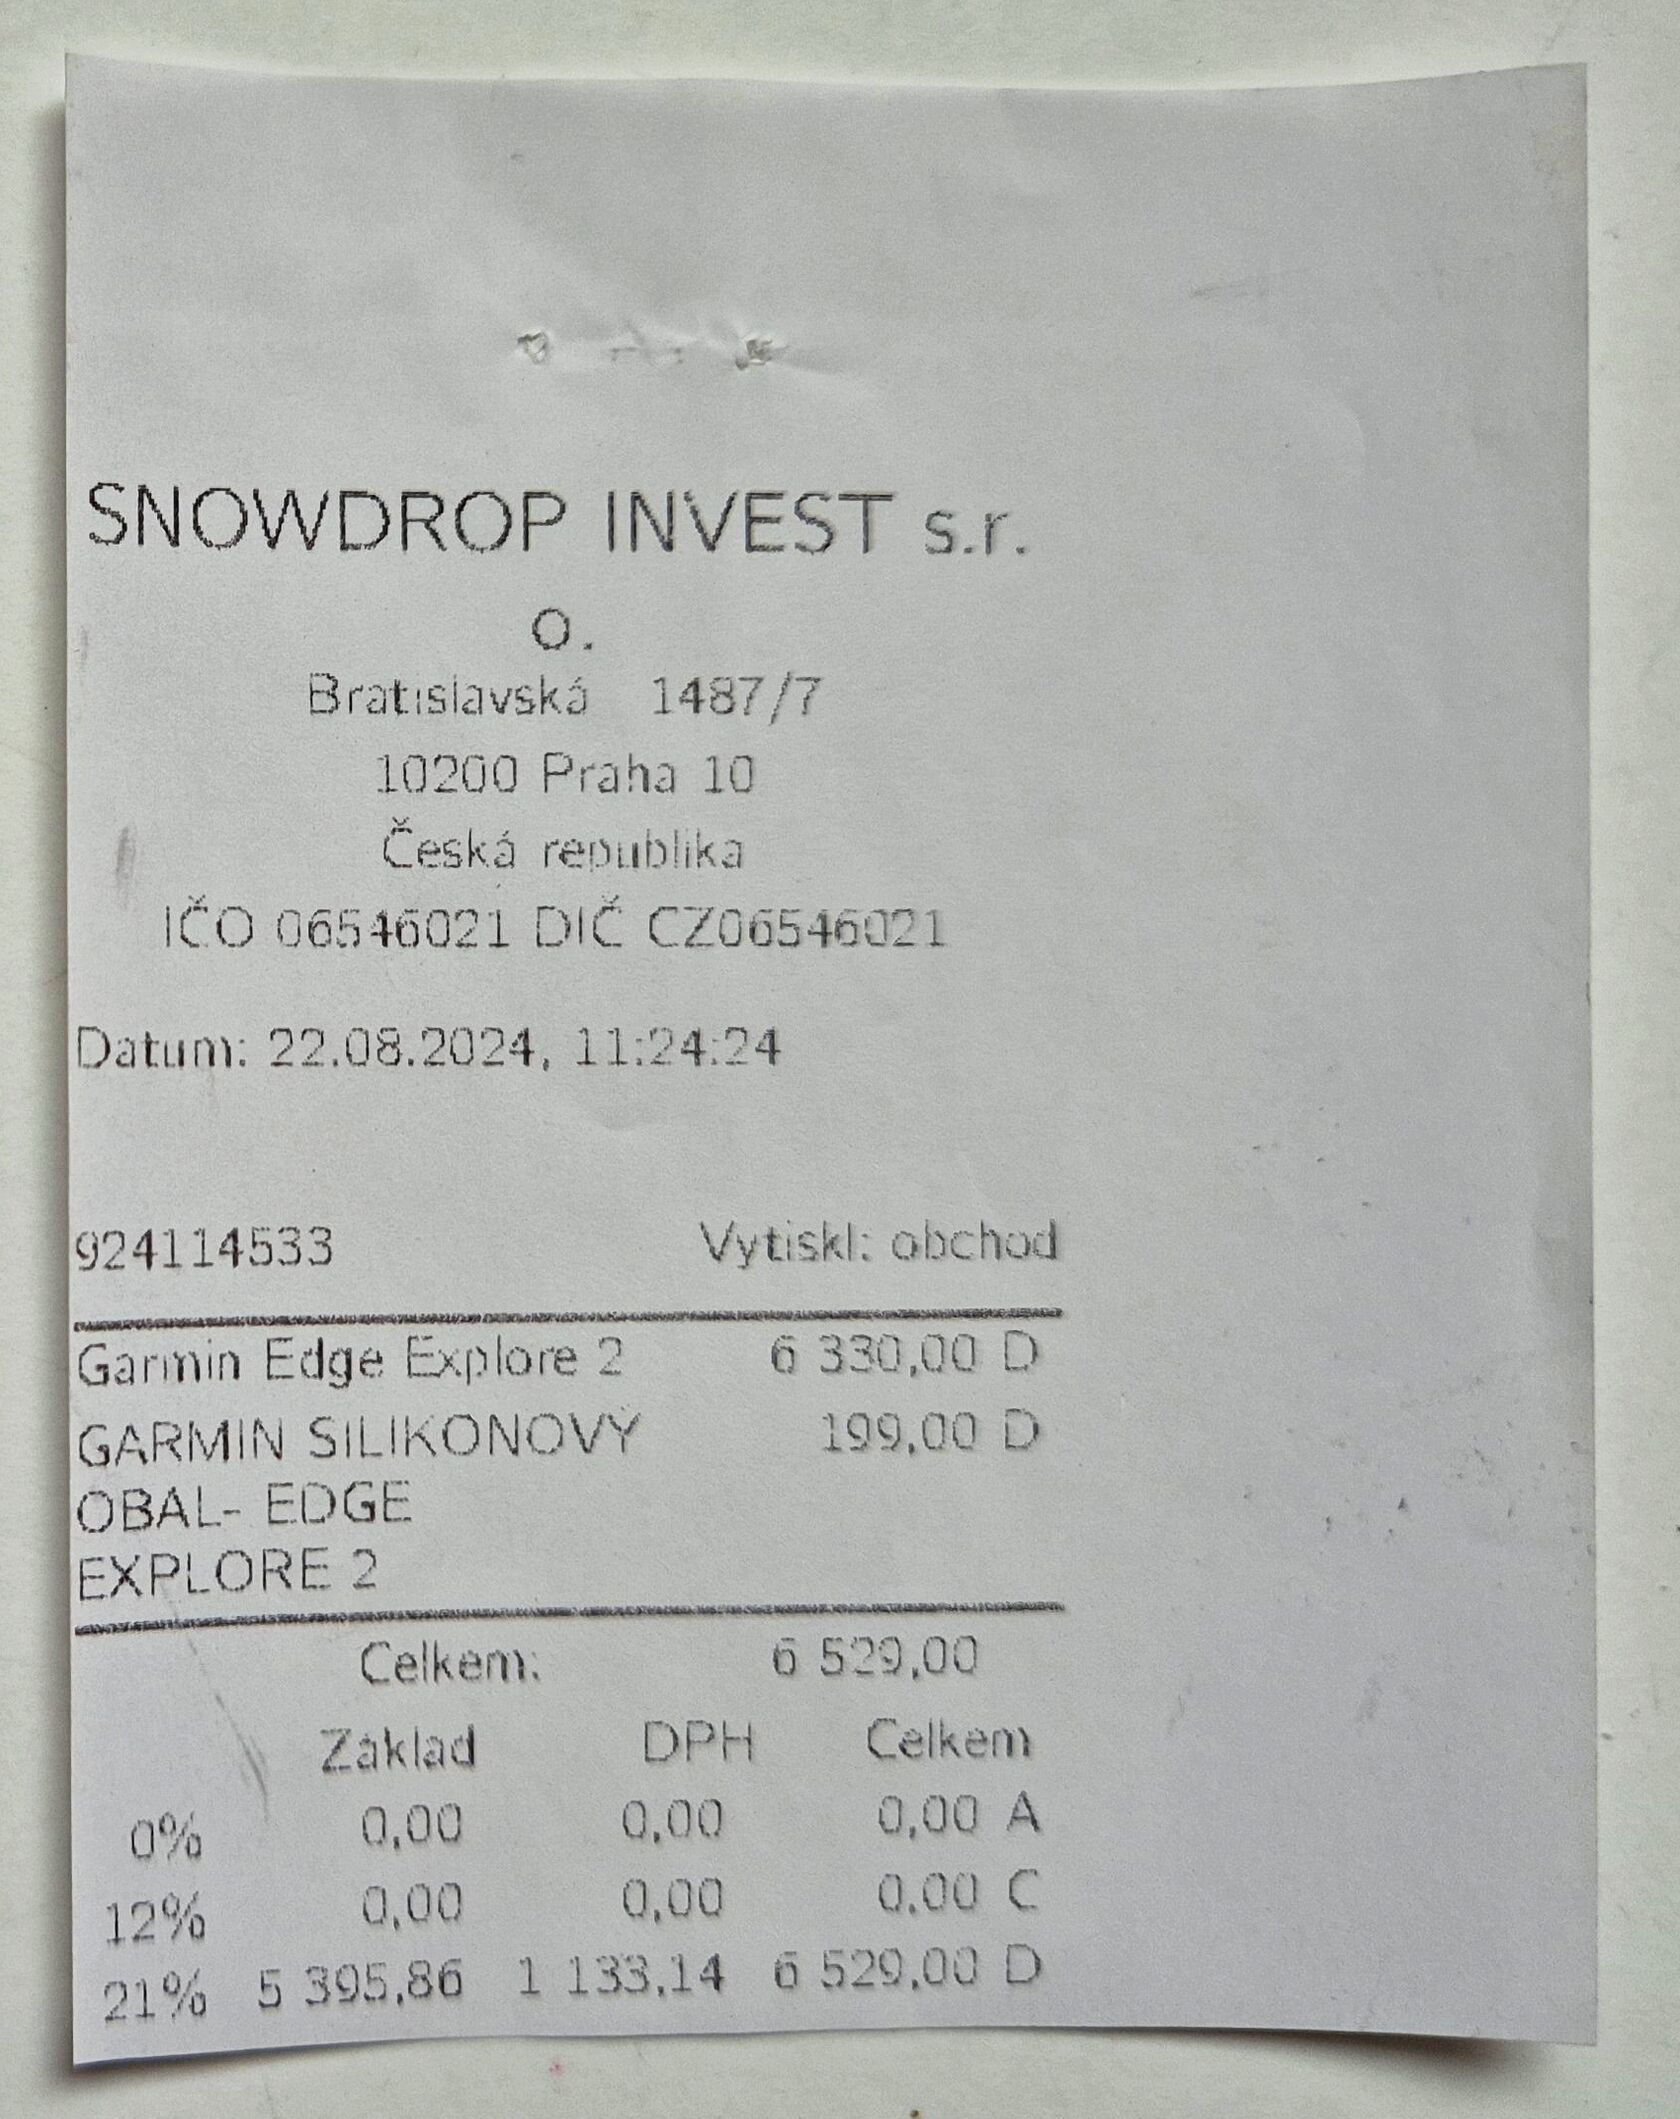 SNOWDROP INVEST s.r.
o.
Bratislavská 1487/7
10200 Praha 10
Česká republika
IČO 06546021 DIČ CZ06546021
Datum: 22.08.2024, 11:24:24
924114533 Vytiskl: obchod
Garmin Edge Explore 2 6 330,00 D
GARMIN SILIKONOVÝ 199,00 D
OBAL- EDGE
EXPLORE 2
Celkem: 6 529,00
Základ DPH Celkem
0% 0,00 0,00 0,00 A
12% 0,00 0,00 0,00 C
21% 5 395,86 1 133,14 6 529,00 D